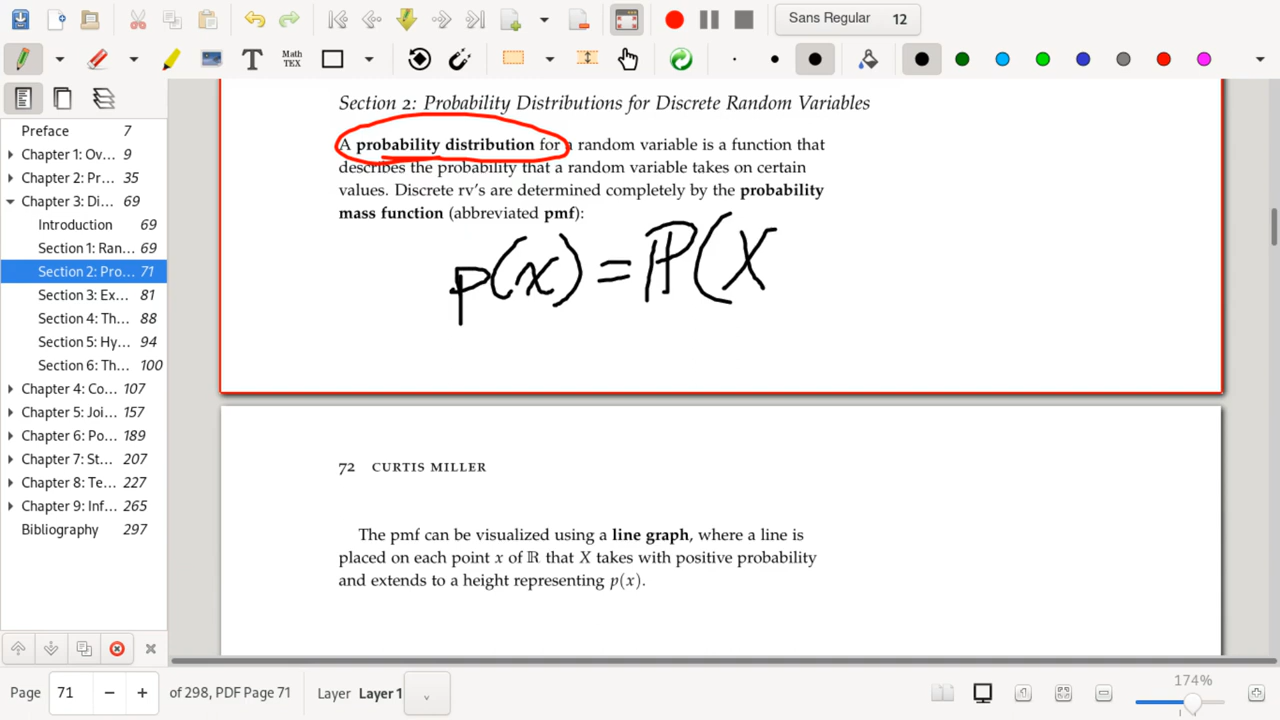 Sans Regular 12
T Math TEX
Preface 7
Chapter 1: Ov... 9
Chapter 2: Pr... 35
Chapter 3: Di... 69
Introduction 69
Section 1: Ran... 69
Section 2: Pro... 71
Section 3: Ex... 81
Section 4: Th... 88
Section 5: Hy... 94
Section 6: Th... 100
Chapter 4: Co... 107
Chapter 5: Joi... 157
Chapter 6: Po... 189
Chapter 7: St... 207
Chapter 8: Te... 227
Chapter 9: Inf... 265
Bibliography 297
Section 2: Probability Distributions for Discrete Random Variables
A probability distribution for a random variable is a function that
describes the probability that a random variable takes on certain
values. Discrete rv's are determined completely by the probability
mass function (abbreviated pmf):
p(x) = ℙ(X
72 CURTIS MILLER
The pmf can be visualized using a line graph, where a line is
placed on each point x of ℝ that X takes with positive probability
and extends to a height representing p(x).
Page 71 − + of 298, PDF Page 71 Layer Layer 1 174%